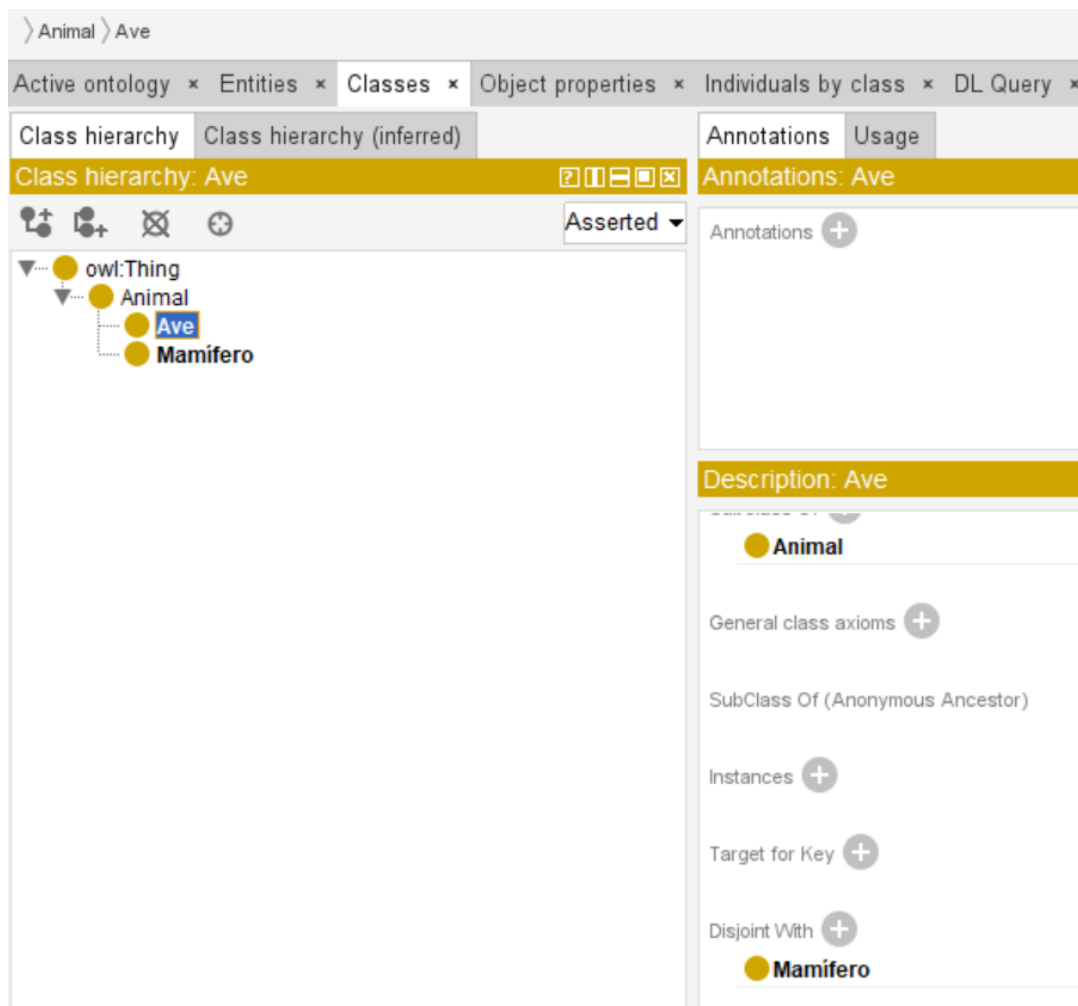 Animal Ave
Active ontology × Entities × Classes × Object properties × Individuals by class × DL Query ×
Class hierarchy Class hierarchy (inferred)
Class hierarchy: Ave
Asserted
owl:Thing
Animal
Ave
Mamífero
Annotations Usage
Annotations: Ave
Annotations
Description: Ave
Animal
General class axioms
SubClass Of (Anonymous Ancestor)
Instances
Target for Key
Disjoint With
Mamífero